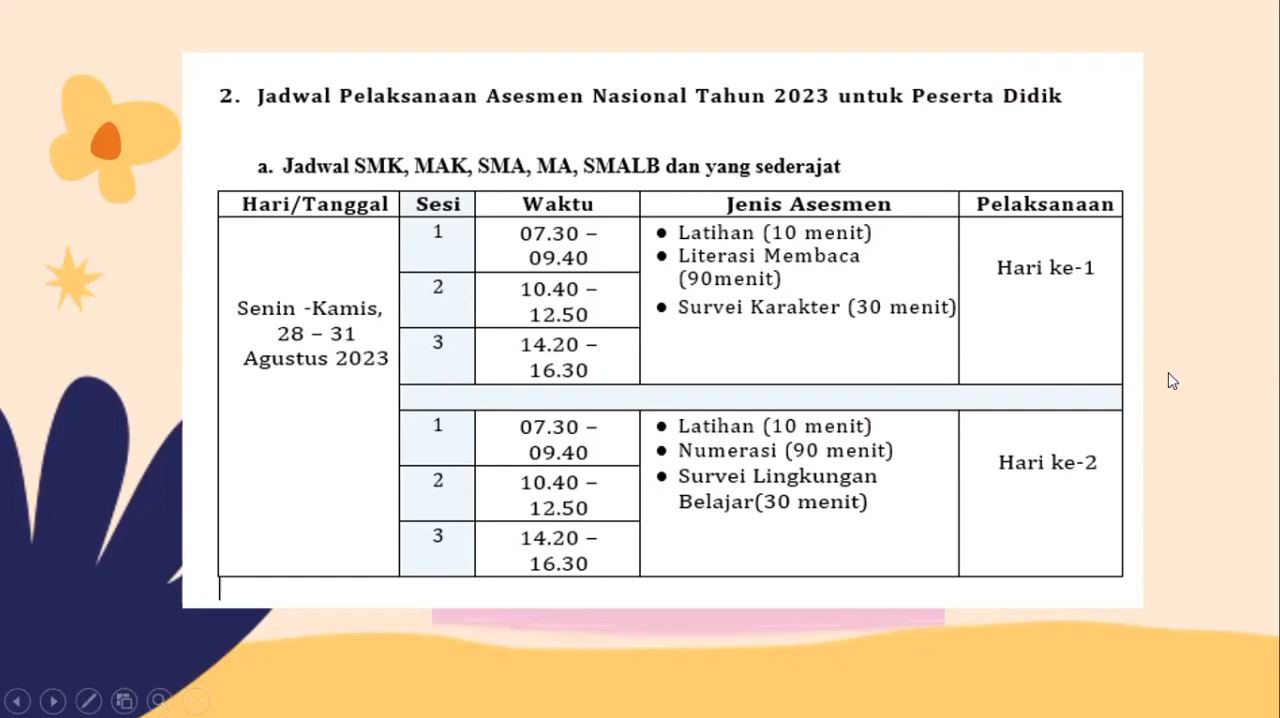 2. Jadwal Pelaksanaan Asesmen Nasional Tahun 2023 untuk Peserta Didik
a. Jadwal SMK, MAK, SMA, MA, SMALB dan yang sederajat
Hari/Tanggal Sesi Waktu Jenis Asesmen Pelaksanaan
Senin -Kamis,
28 – 31
Agustus 2023
1
07.30 –
09.40
2
10.40 –
12.50
3
14.20 –
16.30
● Latihan (10 menit)
● Literasi Membaca
(90menit)
● Survei Karakter (30 menit)
Hari ke-1
1
07.30 –
09.40
2
10.40 –
12.50
3
14.20 –
16.30
● Latihan (10 menit)
● Numerasi (90 menit)
● Survei Lingkungan
Belajar(30 menit)
Hari ke-2